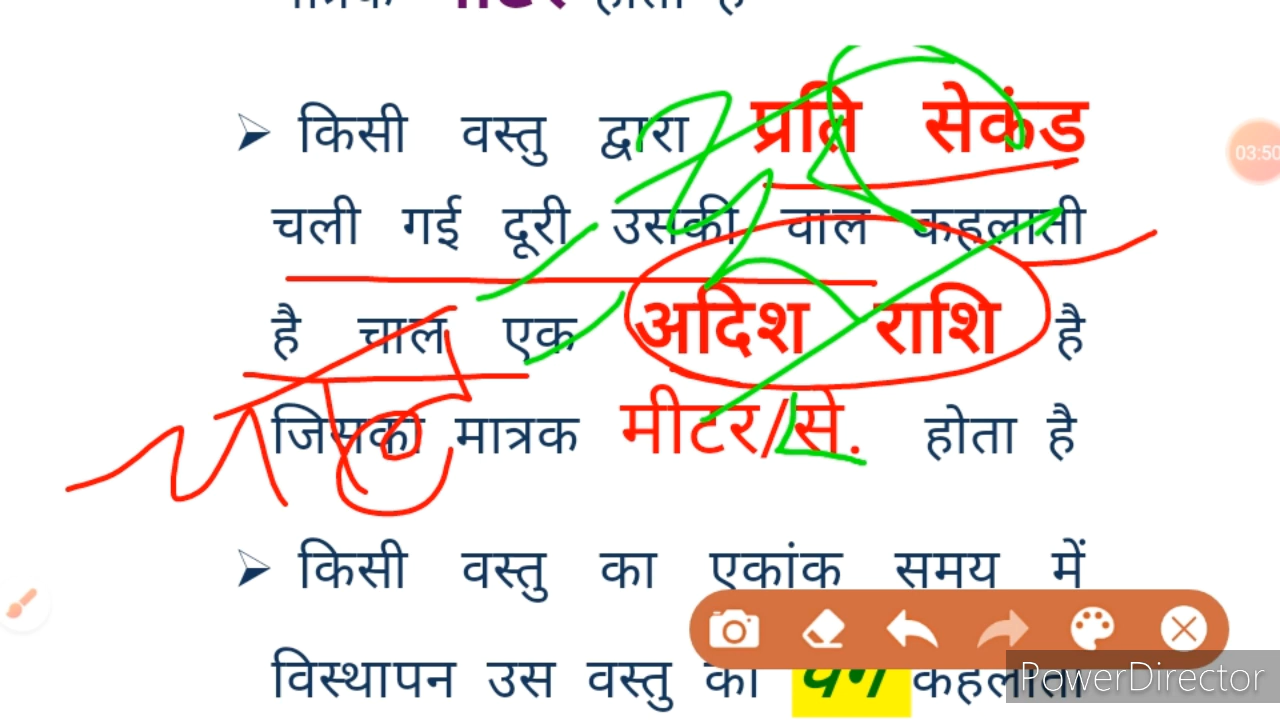 मीटर होता है
➢ किसी वस्तु द्वारा प्रति सेकंड
चली गई दूरी उसकी चाल कहलाती
है चाल एक अदिश राशि है
जिसका मात्रक मीटर/से. होता है
➢ किसी वस्तु का एकांक समय में
विस्थापन उस वस्तु का वेग कहलाता
03:50
PowerDirector